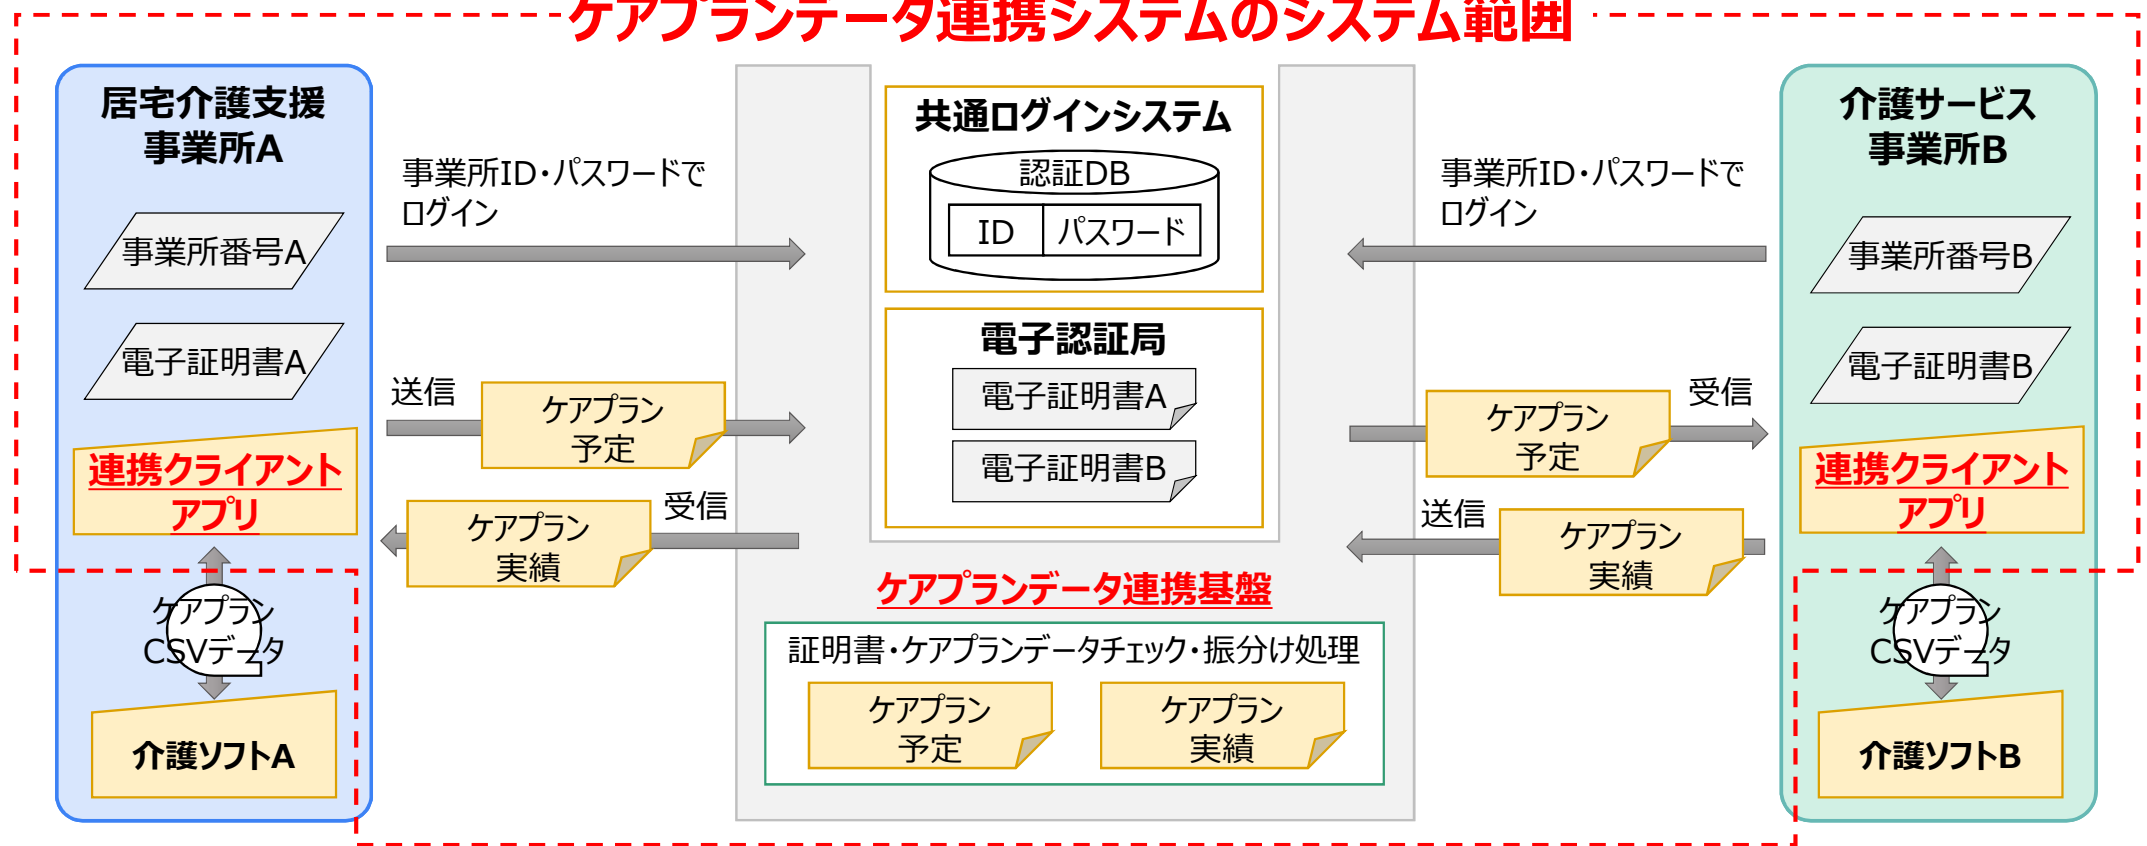 ケアプランデータ連携システムのシステム範囲
居宅介護支援
事業所A
事業所番号A
電子証明書A
連携クライアント
アプリ
ケアプラン
CSVデータ
介護ソフトA
事業所ID・パスワードで
ログイン
送信
ケアプラン
予定
受信
ケアプラン
実績
共通ログインシステム
認証DB
ID
パスワード
電子認証局
電子証明書A
電子証明書B
ケアプランデータ連携基盤
証明書・ケアプランデータチェック・振分け処理
ケアプラン
予定
ケアプラン
実績
事業所ID・パスワードで
ログイン
受信
ケアプラン
予定
送信
ケアプラン
実績
介護サービス
事業所B
事業所番号B
電子証明書B
連携クライアント
アプリ
ケアプラン
CSVデータ
介護ソフトB